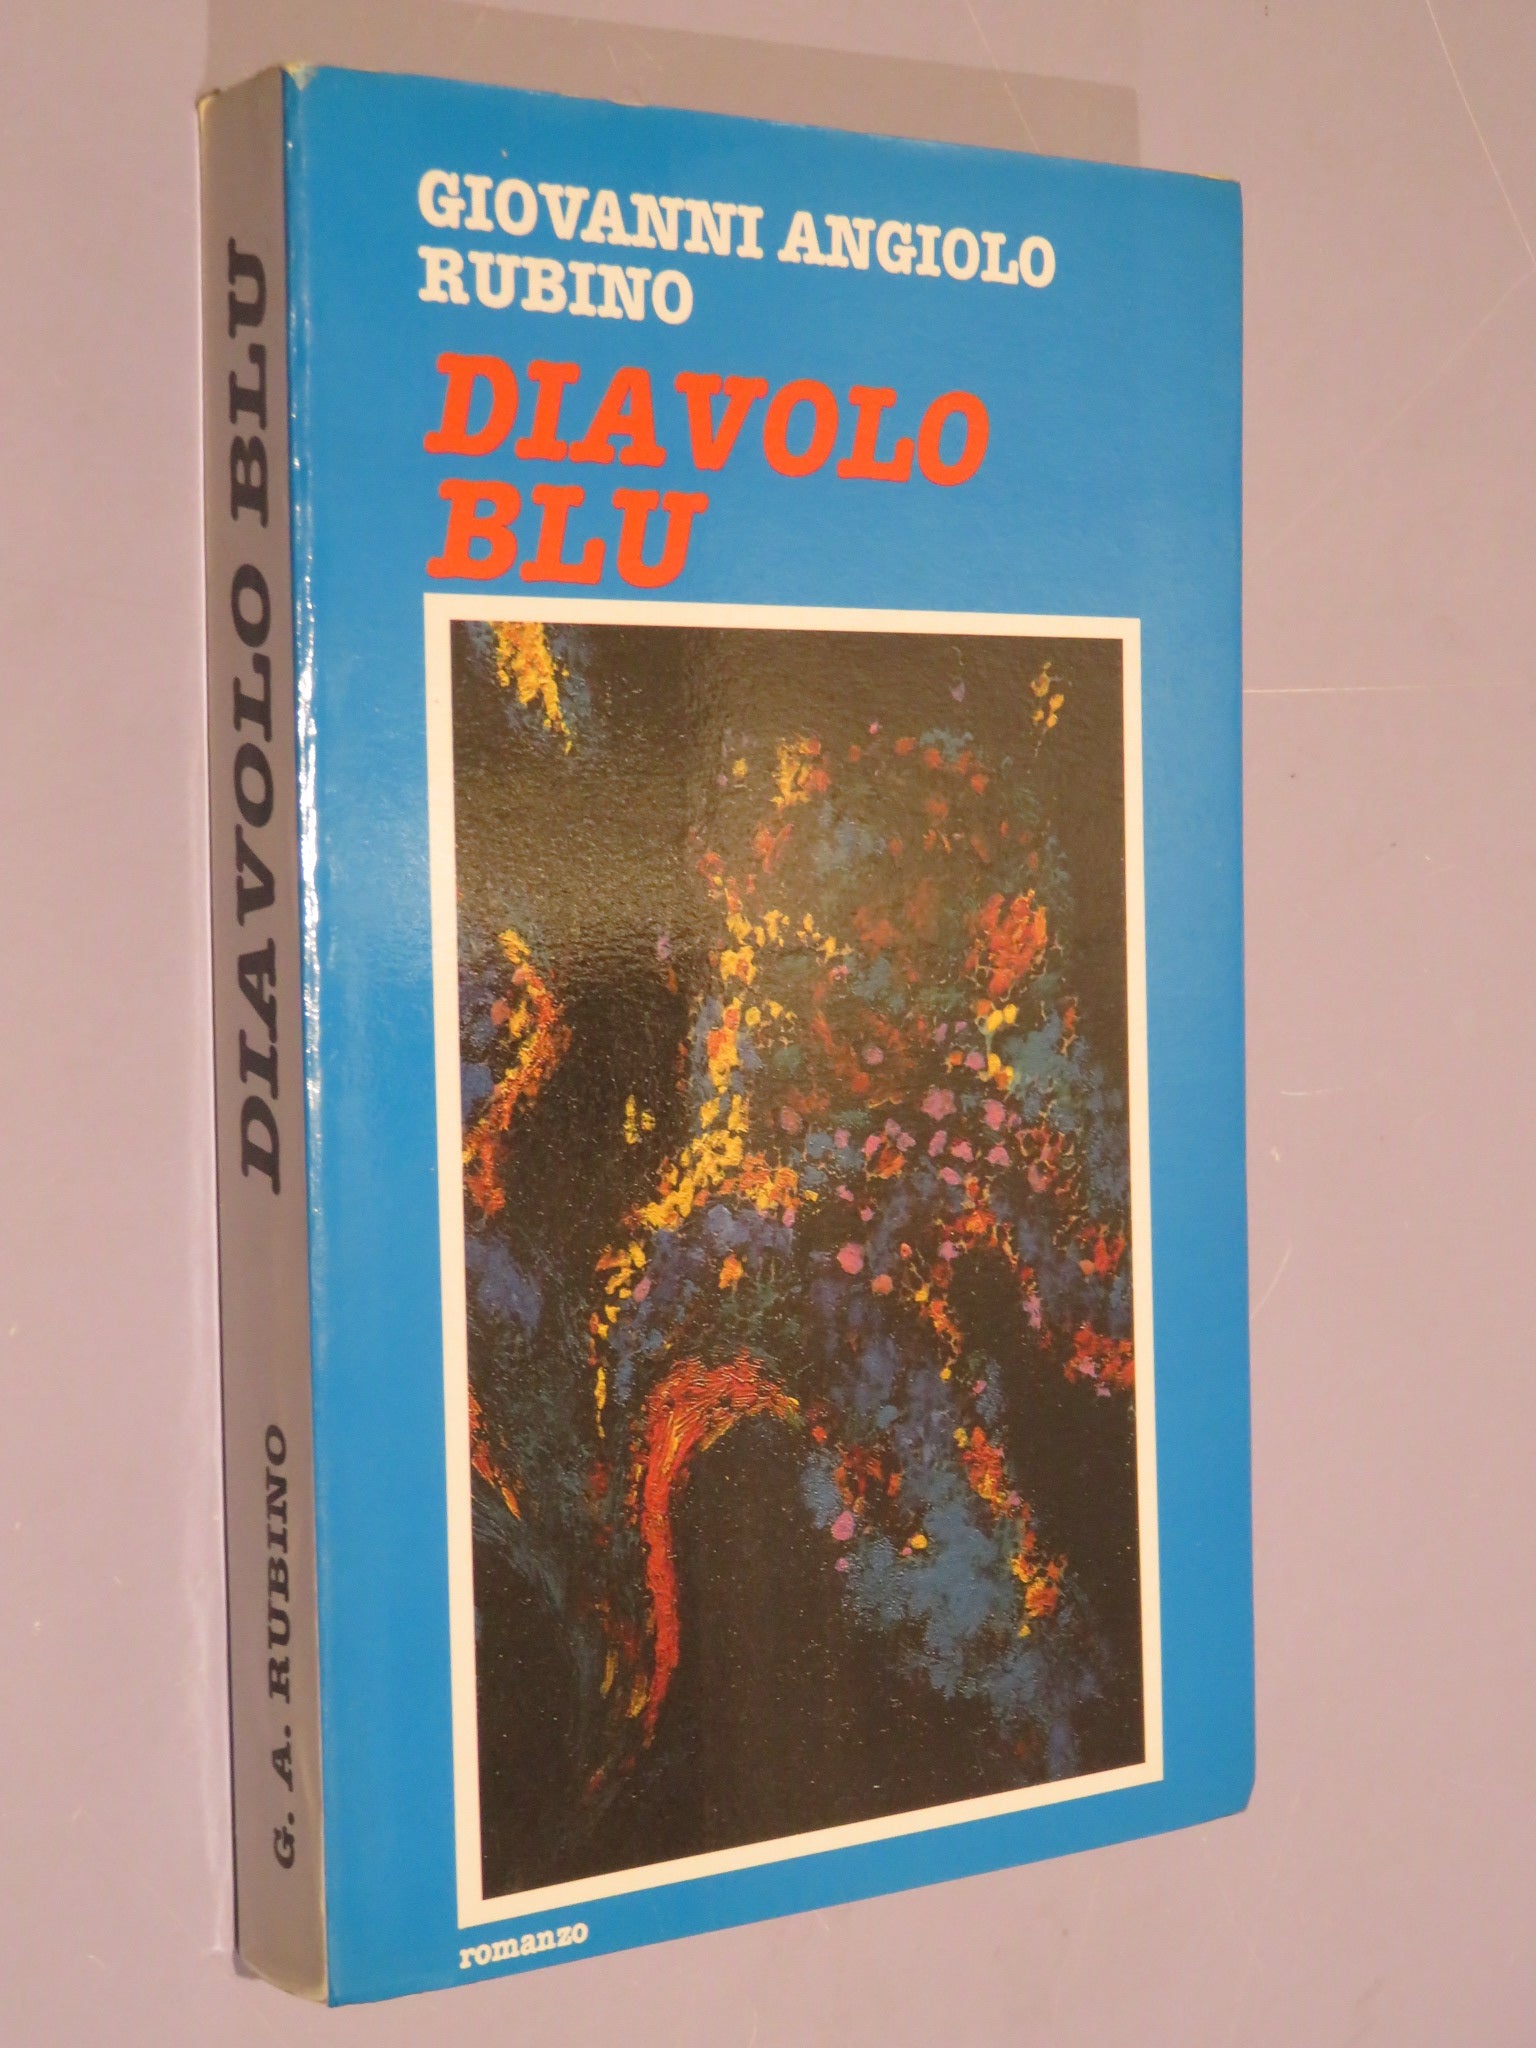 GIOVANNI ANGIOLO
RUBINO
DIAVOLO
BLU
romanzo
G. A. RUBINO DIAVOLO BLU